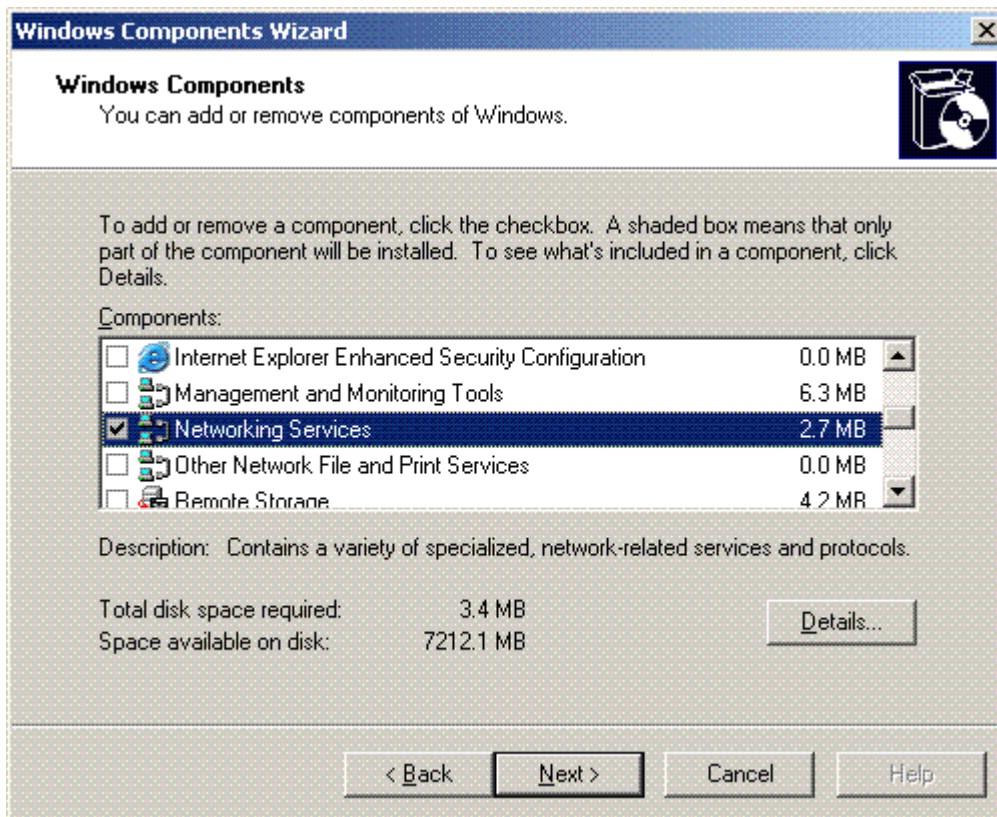 Windows Components Wizard
Windows Components
You can add or remove components of Windows.
To add or remove a component, click the checkbox. A shaded box means that only
part of the component will be installed. To see what's included in a component, click
Details.
Components:
Internet Explorer Enhanced Security Configuration 0.0 MB
Management and Monitoring Tools 6.3 MB
Networking Services 2.7 MB
Other Network File and Print Services 0.0 MB
Remote Storage 4.2 MB
Description: Contains a variety of specialized, network-related services and protocols.
Total disk space required: 3.4 MB
Space available on disk: 7212.1 MB
Details...
< Back Next > Cancel Help